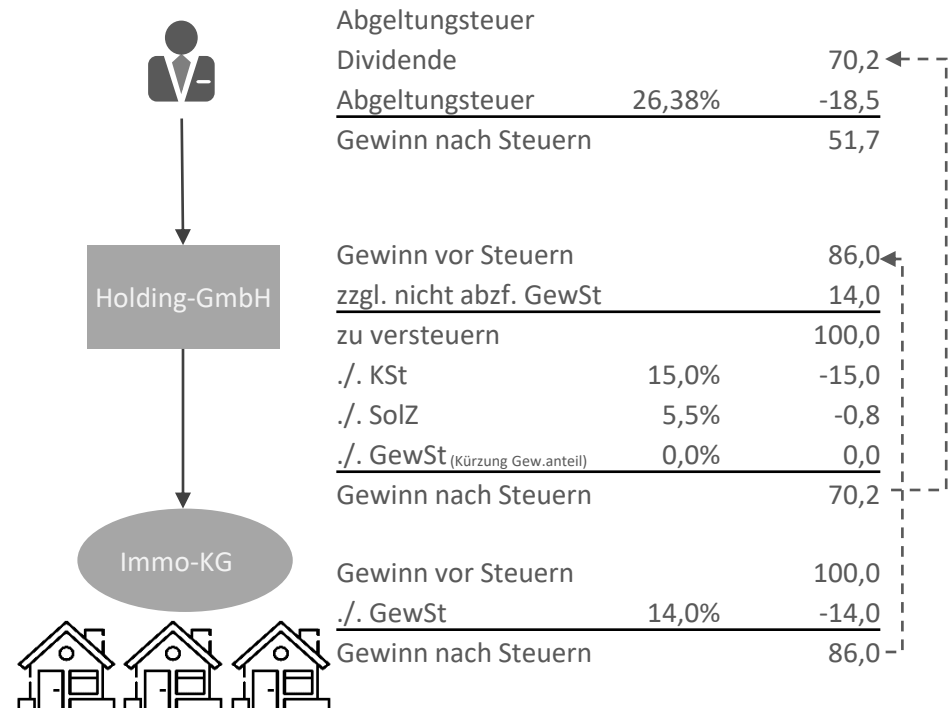 Abgeltungsteuer
Dividende 70,2
Abgeltungsteuer 26,38% -18,5
Gewinn nach Steuern 51,7
Holding-GmbH
Gewinn vor Steuern 86,0
zzgl. nicht abzf. GewSt 14,0
zu versteuern 100,0
./. KSt 15,0% -15,0
./. SolZ 5,5% -0,8
./. GewSt (Kürzung Gew.anteil) 0,0% 0,0
Gewinn nach Steuern 70,2
Immo-KG
Gewinn vor Steuern 100,0
./. GewSt 14,0% -14,0
Gewinn nach Steuern 86,0